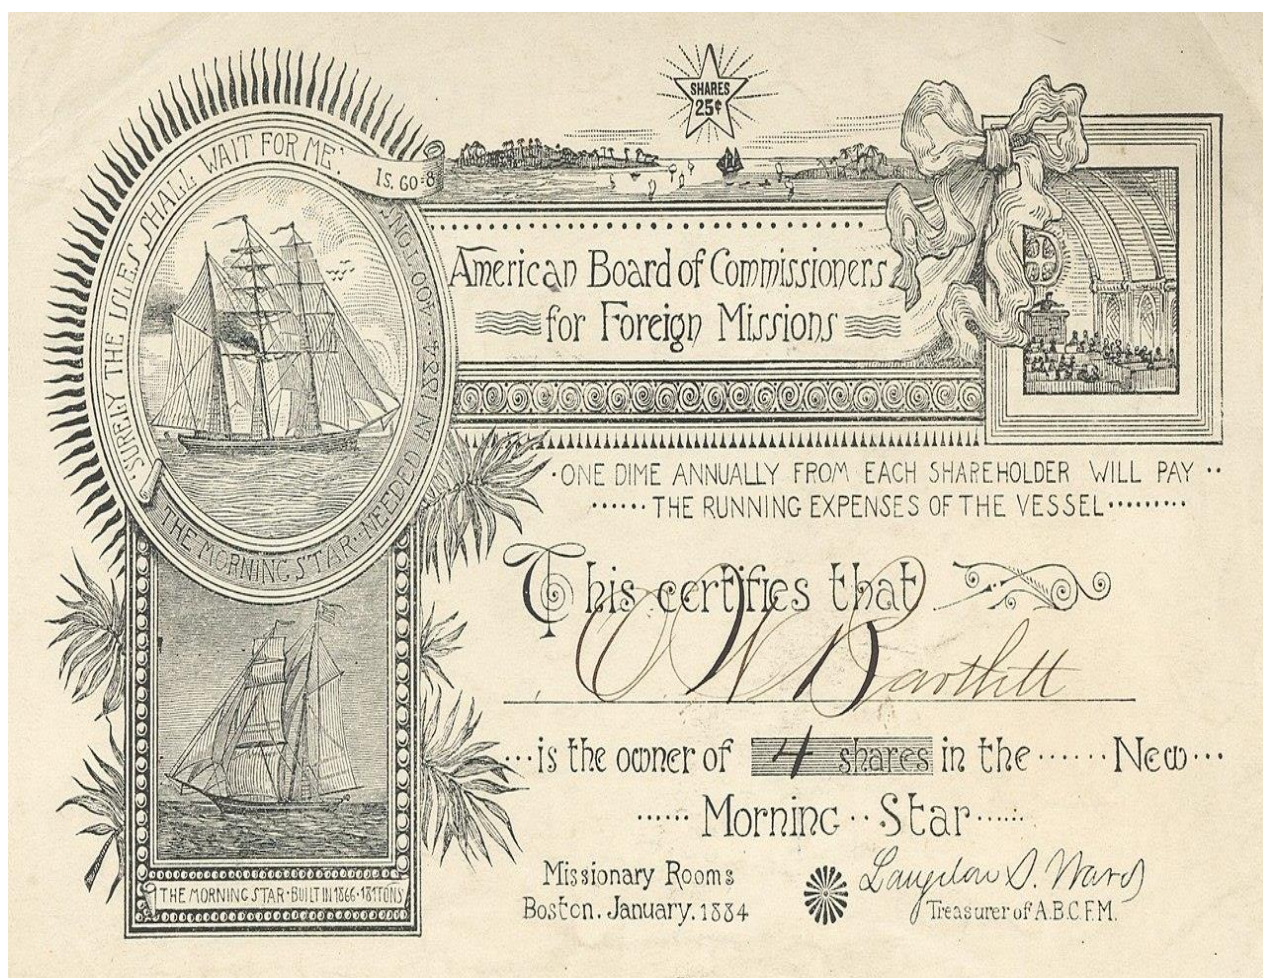 SHARES
25¢
"SURELY THE ISLES SHALL WAIT FOR ME".
IS. 60=8
THE MORNING STAR·NEEDED IN 1884··400 TONS
American Board of Commissioners
for Foreign Missions
·ONE DIME ANNUALLY FROM EACH SHAREHOLDER WILL PAY··
······THE RUNNING EXPENSES OF THE VESSEL·········
This certifies that
O W Bartlett
···is the owner of 4 shares in the······New···
······Morning··Star······
THE MORNING STAR·BUILT IN 1866·181 TONS
Missionary Rooms
Boston. January. 1884
Langdon S. Ward
Treasurer of A.B.C.F.M.